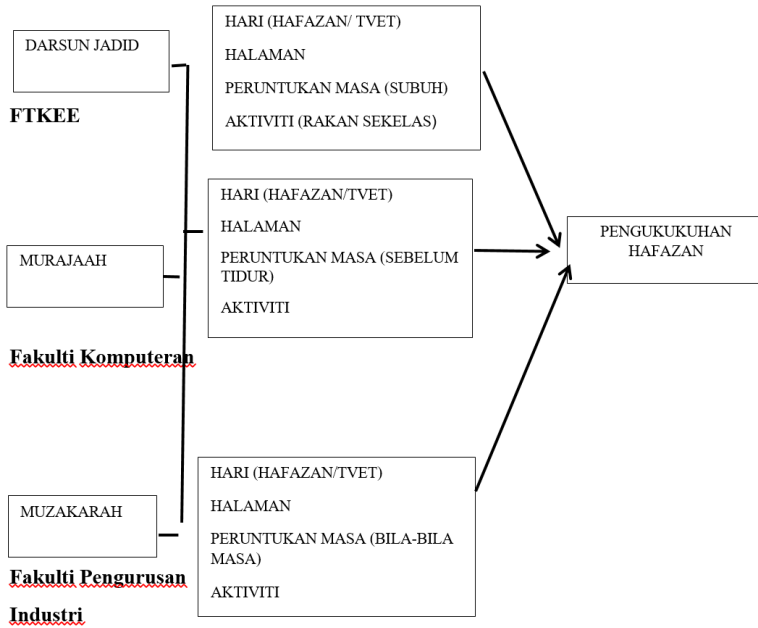 DARSUN JADID
FTKEE
HARI (HAFAZAN/ TVET)
HALAMAN
PERUNTUKAN MASA (SUBUH)
AKTIVITI (RAKAN SEKELAS)
MURAJAAH
Fakulti Komputeran
HARI (HAFAZAN/TVET)
HALAMAN
PERUNTUKAN MASA (SEBELUM
TIDUR)
AKTIVITI
PENGUKUKUHAN
HAFAZAN
MUZAKARAH
Fakulti Pengurusan
Industri
HARI (HAFAZAN/TVET)
HALAMAN
PERUNTUKAN MASA (BILA-BILA
MASA)
AKTIVITI